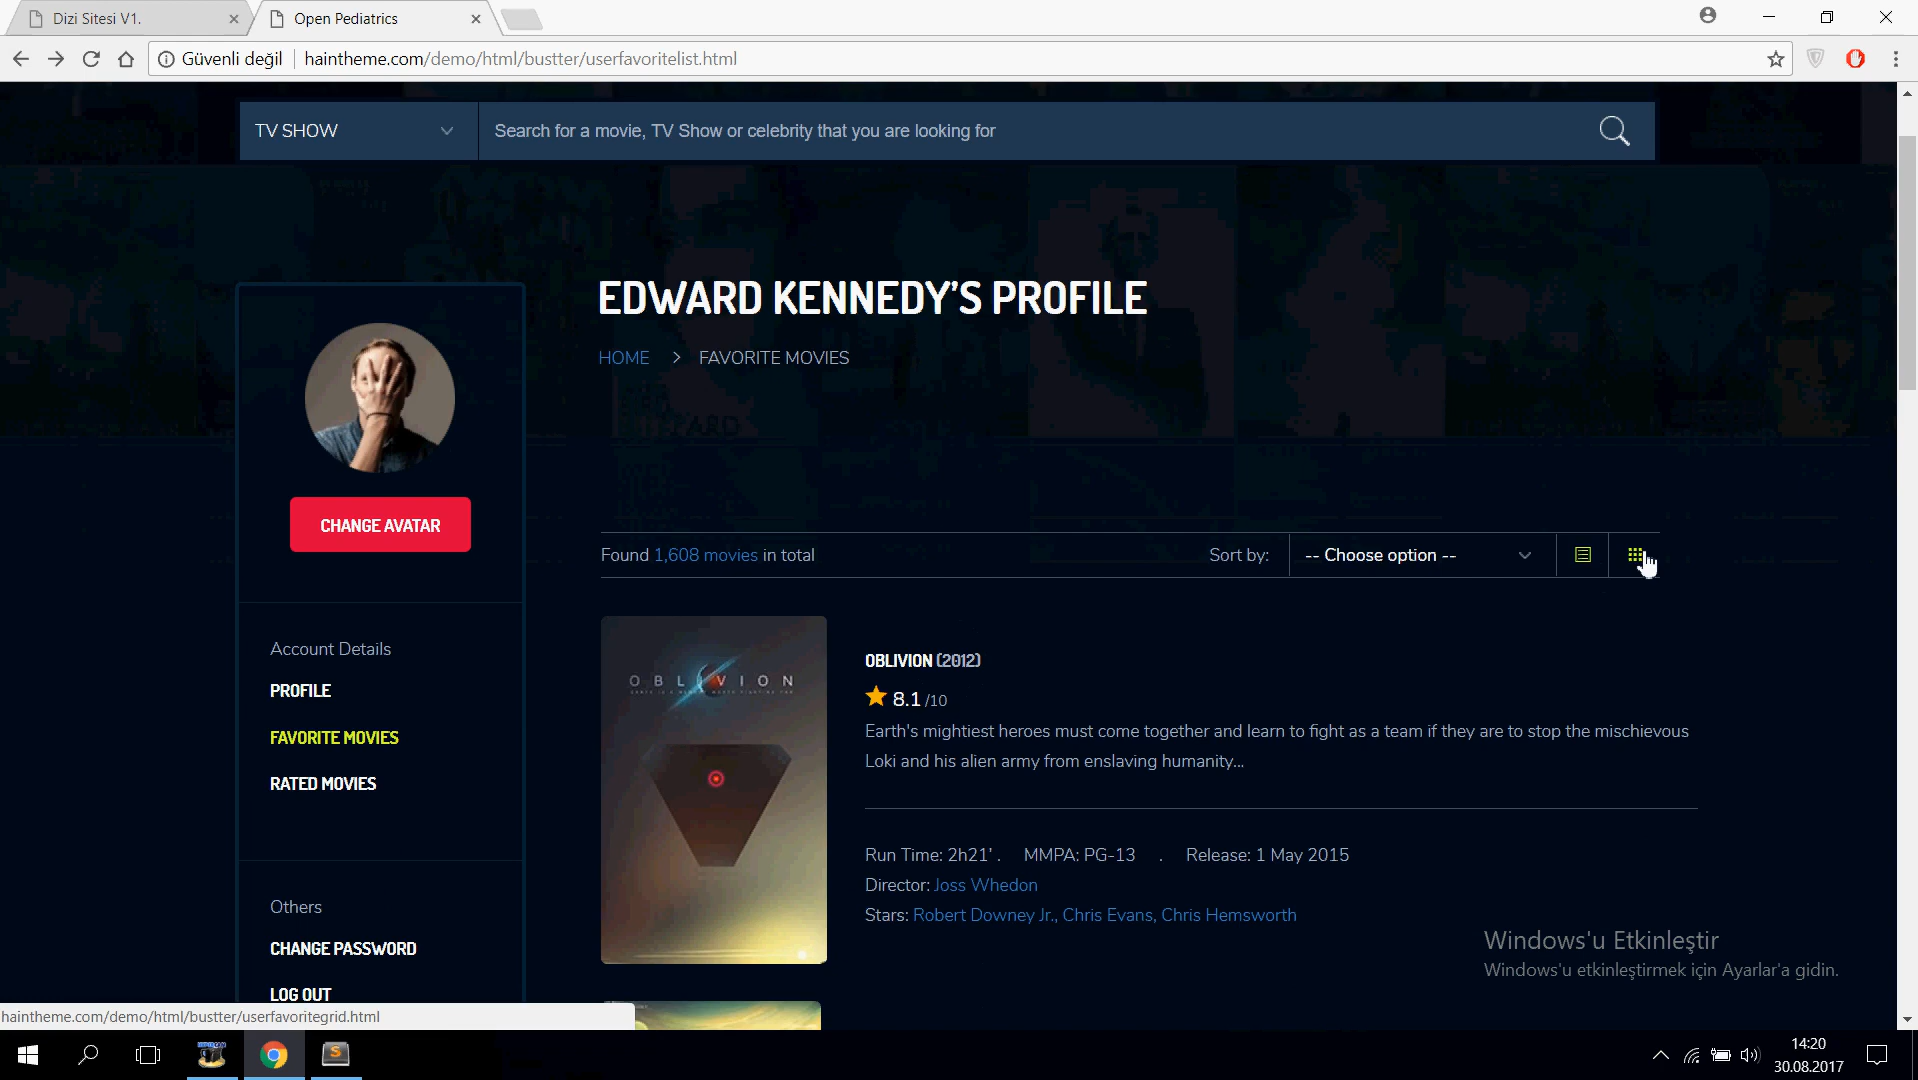 Dizi Sitesi V1.
Open Pediatrics
Güvenli değil
haintheme.com/demo/html/bustter/userfavoritelist.html
TV SHOW
Search for a movie, TV Show or celebrity that you are looking for
EDWARD KENNEDY’S PROFILE
HOME > FAVORITE MOVIES
CHANGE AVATAR
Found 1,608 movies in total
Sort by:
-- Choose option --
Account Details
PROFILE
FAVORITE MOVIES
RATED MOVIES
Others
CHANGE PASSWORD
LOG OUT
OBLIVION
OBLIVION (2012)
8.1 /10
Earth's mightiest heroes must come together and learn to fight as a team if they are to stop the mischievous
Loki and his alien army from enslaving humanity...
Run Time: 2h21' . MMPA: PG-13 . Release: 1 May 2015
Director: Joss Whedon
Stars: Robert Downey Jr., Chris Evans, Chris Hemsworth
Windows'u Etkinleştir
Windows'u etkinleştirmek için Ayarlar'a gidin.
haintheme.com/demo/html/bustter/userfavoritegrid.html
14:20
30.08.2017